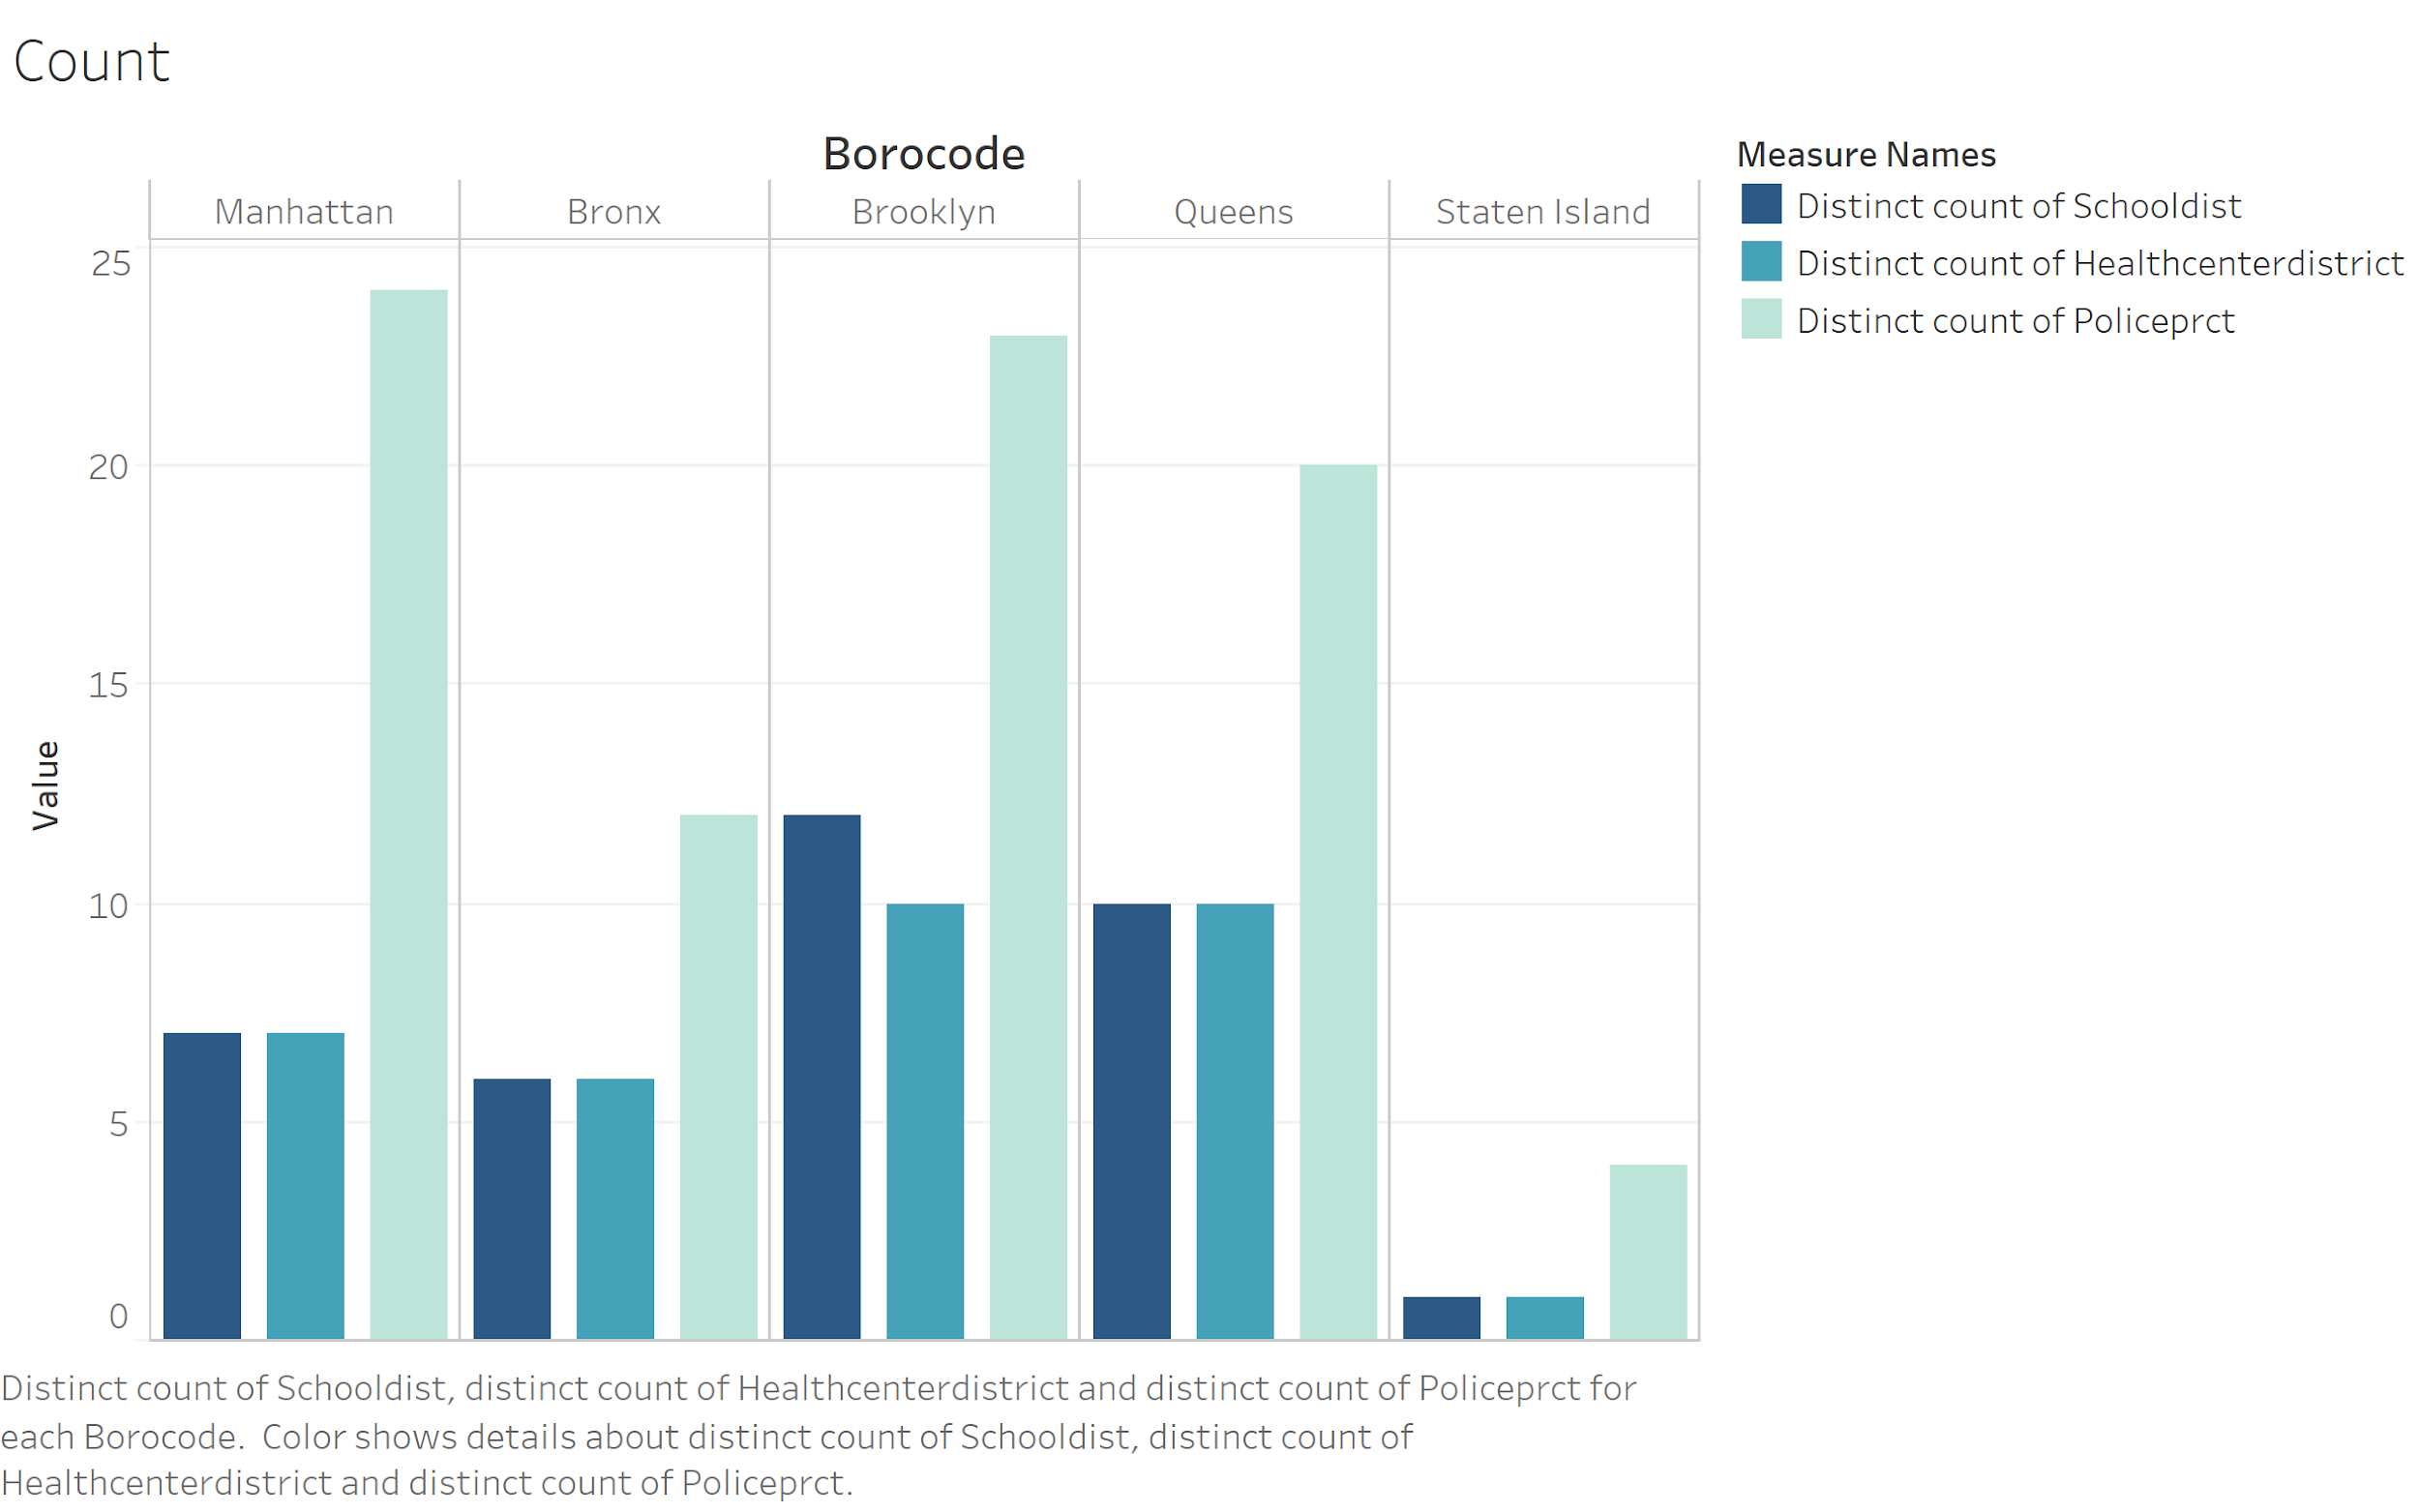 Count
Borocode
Manhattan
Bronx
Brooklyn
Queens
Staten Island
Measure Names
Distinct count of Schooldist
Distinct count of Healthcenterdistrict
Distinct count of Policeprct
25
20
15
10
5
0
Value
Distinct count of Schooldist, distinct count of Healthcenterdistrict and distinct count of Policeprct for
each Borocode.  Color shows details about distinct count of Schooldist, distinct count of
Healthcenterdistrict and distinct count of Policeprct.